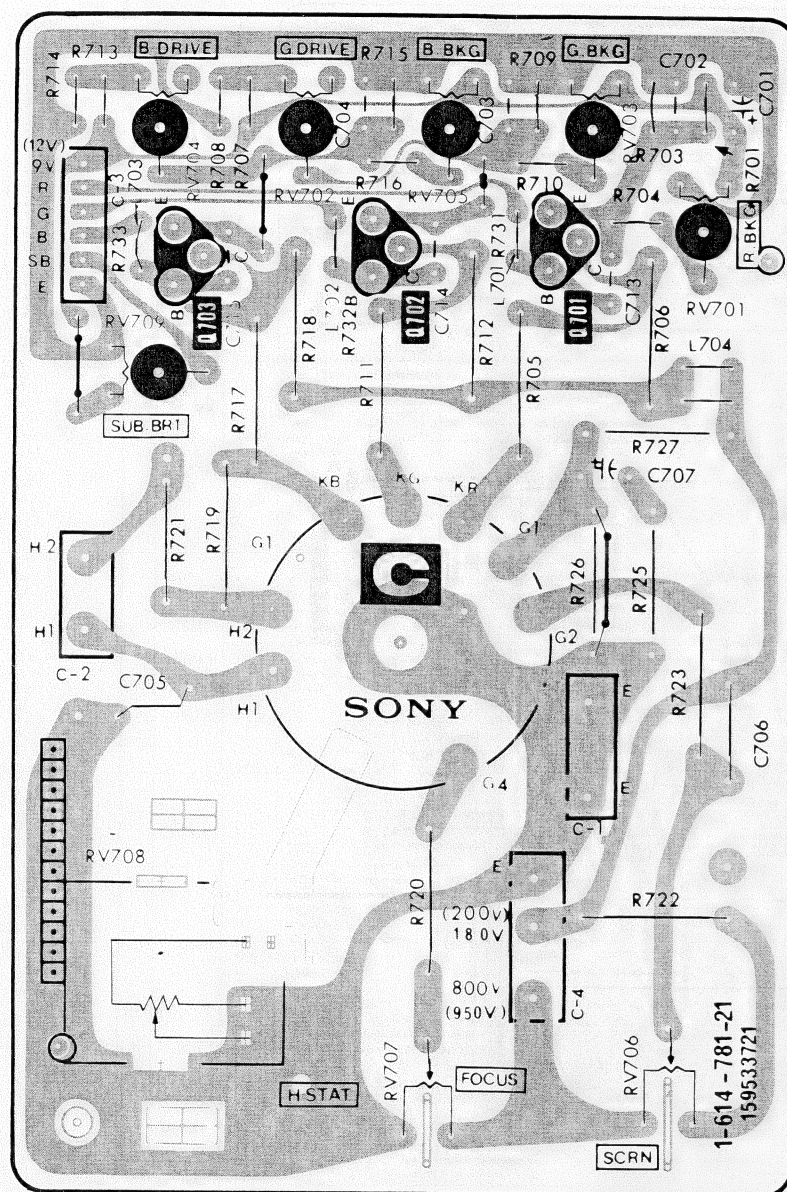 R714
R713
B.DRIVE
G.DRIVE
R715
B.BKG
R709
G.BKG
C702
C701
C704
C703
RV703
(12V)
9V
R
G
B
SB
E
C-3
703
E
RV704
R708
R707
RV702
R716
E
RV705
R710
E
R703
R704
R701
R.BKG
R733
C
L702
R732B
C
R731
L701
C
B
Q703
R718
Q702
C714
R712
B
Q701
C713
R706
RV701
RV709
R717
R711
R705
L704
SUB.BRT
R727
C707
KB
KG
KR
R721
R719
G1
G1
H2
H1
C-2
C
R726
R725
H2
G2
C705
H1
SONY
E
R723
C706
G4
E
C-1
RV708
R720
E
(200V)
180V
R722
800V
(950V)
C-4
RV707
H.STAT
FOCUS
RV706
SCRN
1-614-781-21
159533721